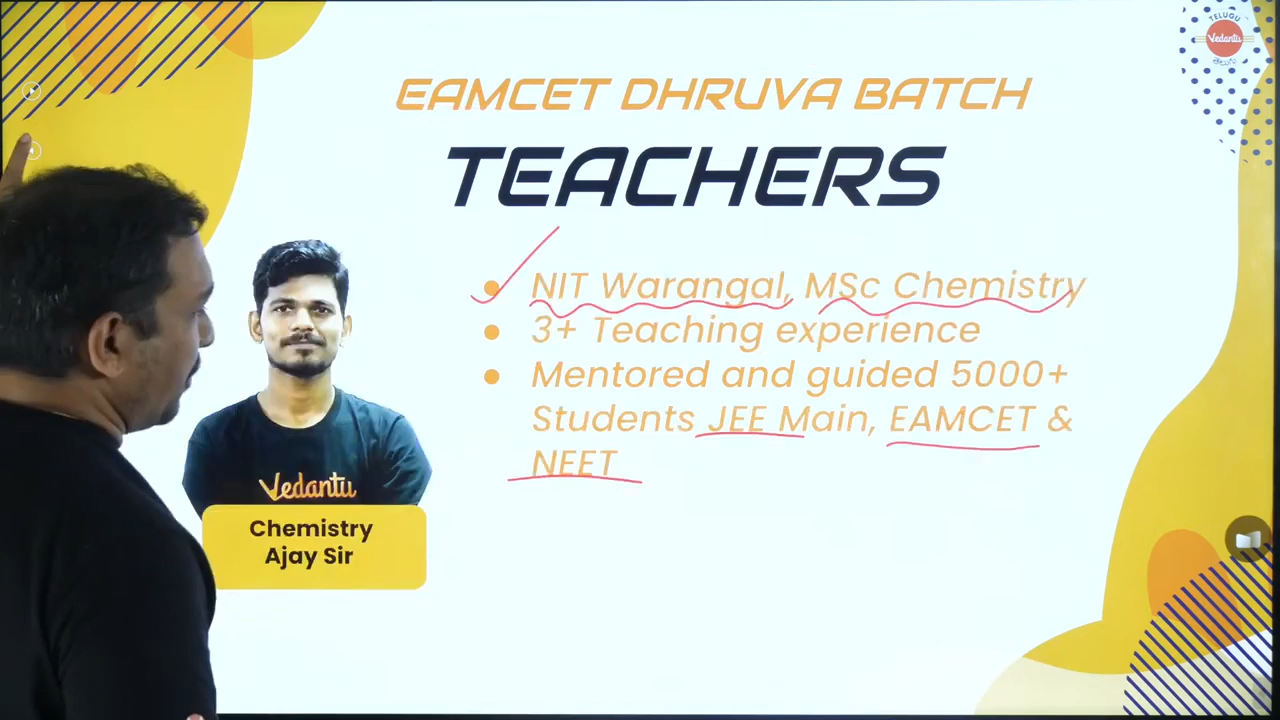 TELUGU
Vedantu
తెలుగు
EAMCET DHRUVA BATCH
TEACHERS
NIT Warangal, MSc Chemistry
3+ Teaching experience
Mentored and guided 5000+
Students JEE Main, EAMCET &
NEET
Vedantu
Chemistry
Ajay Sir